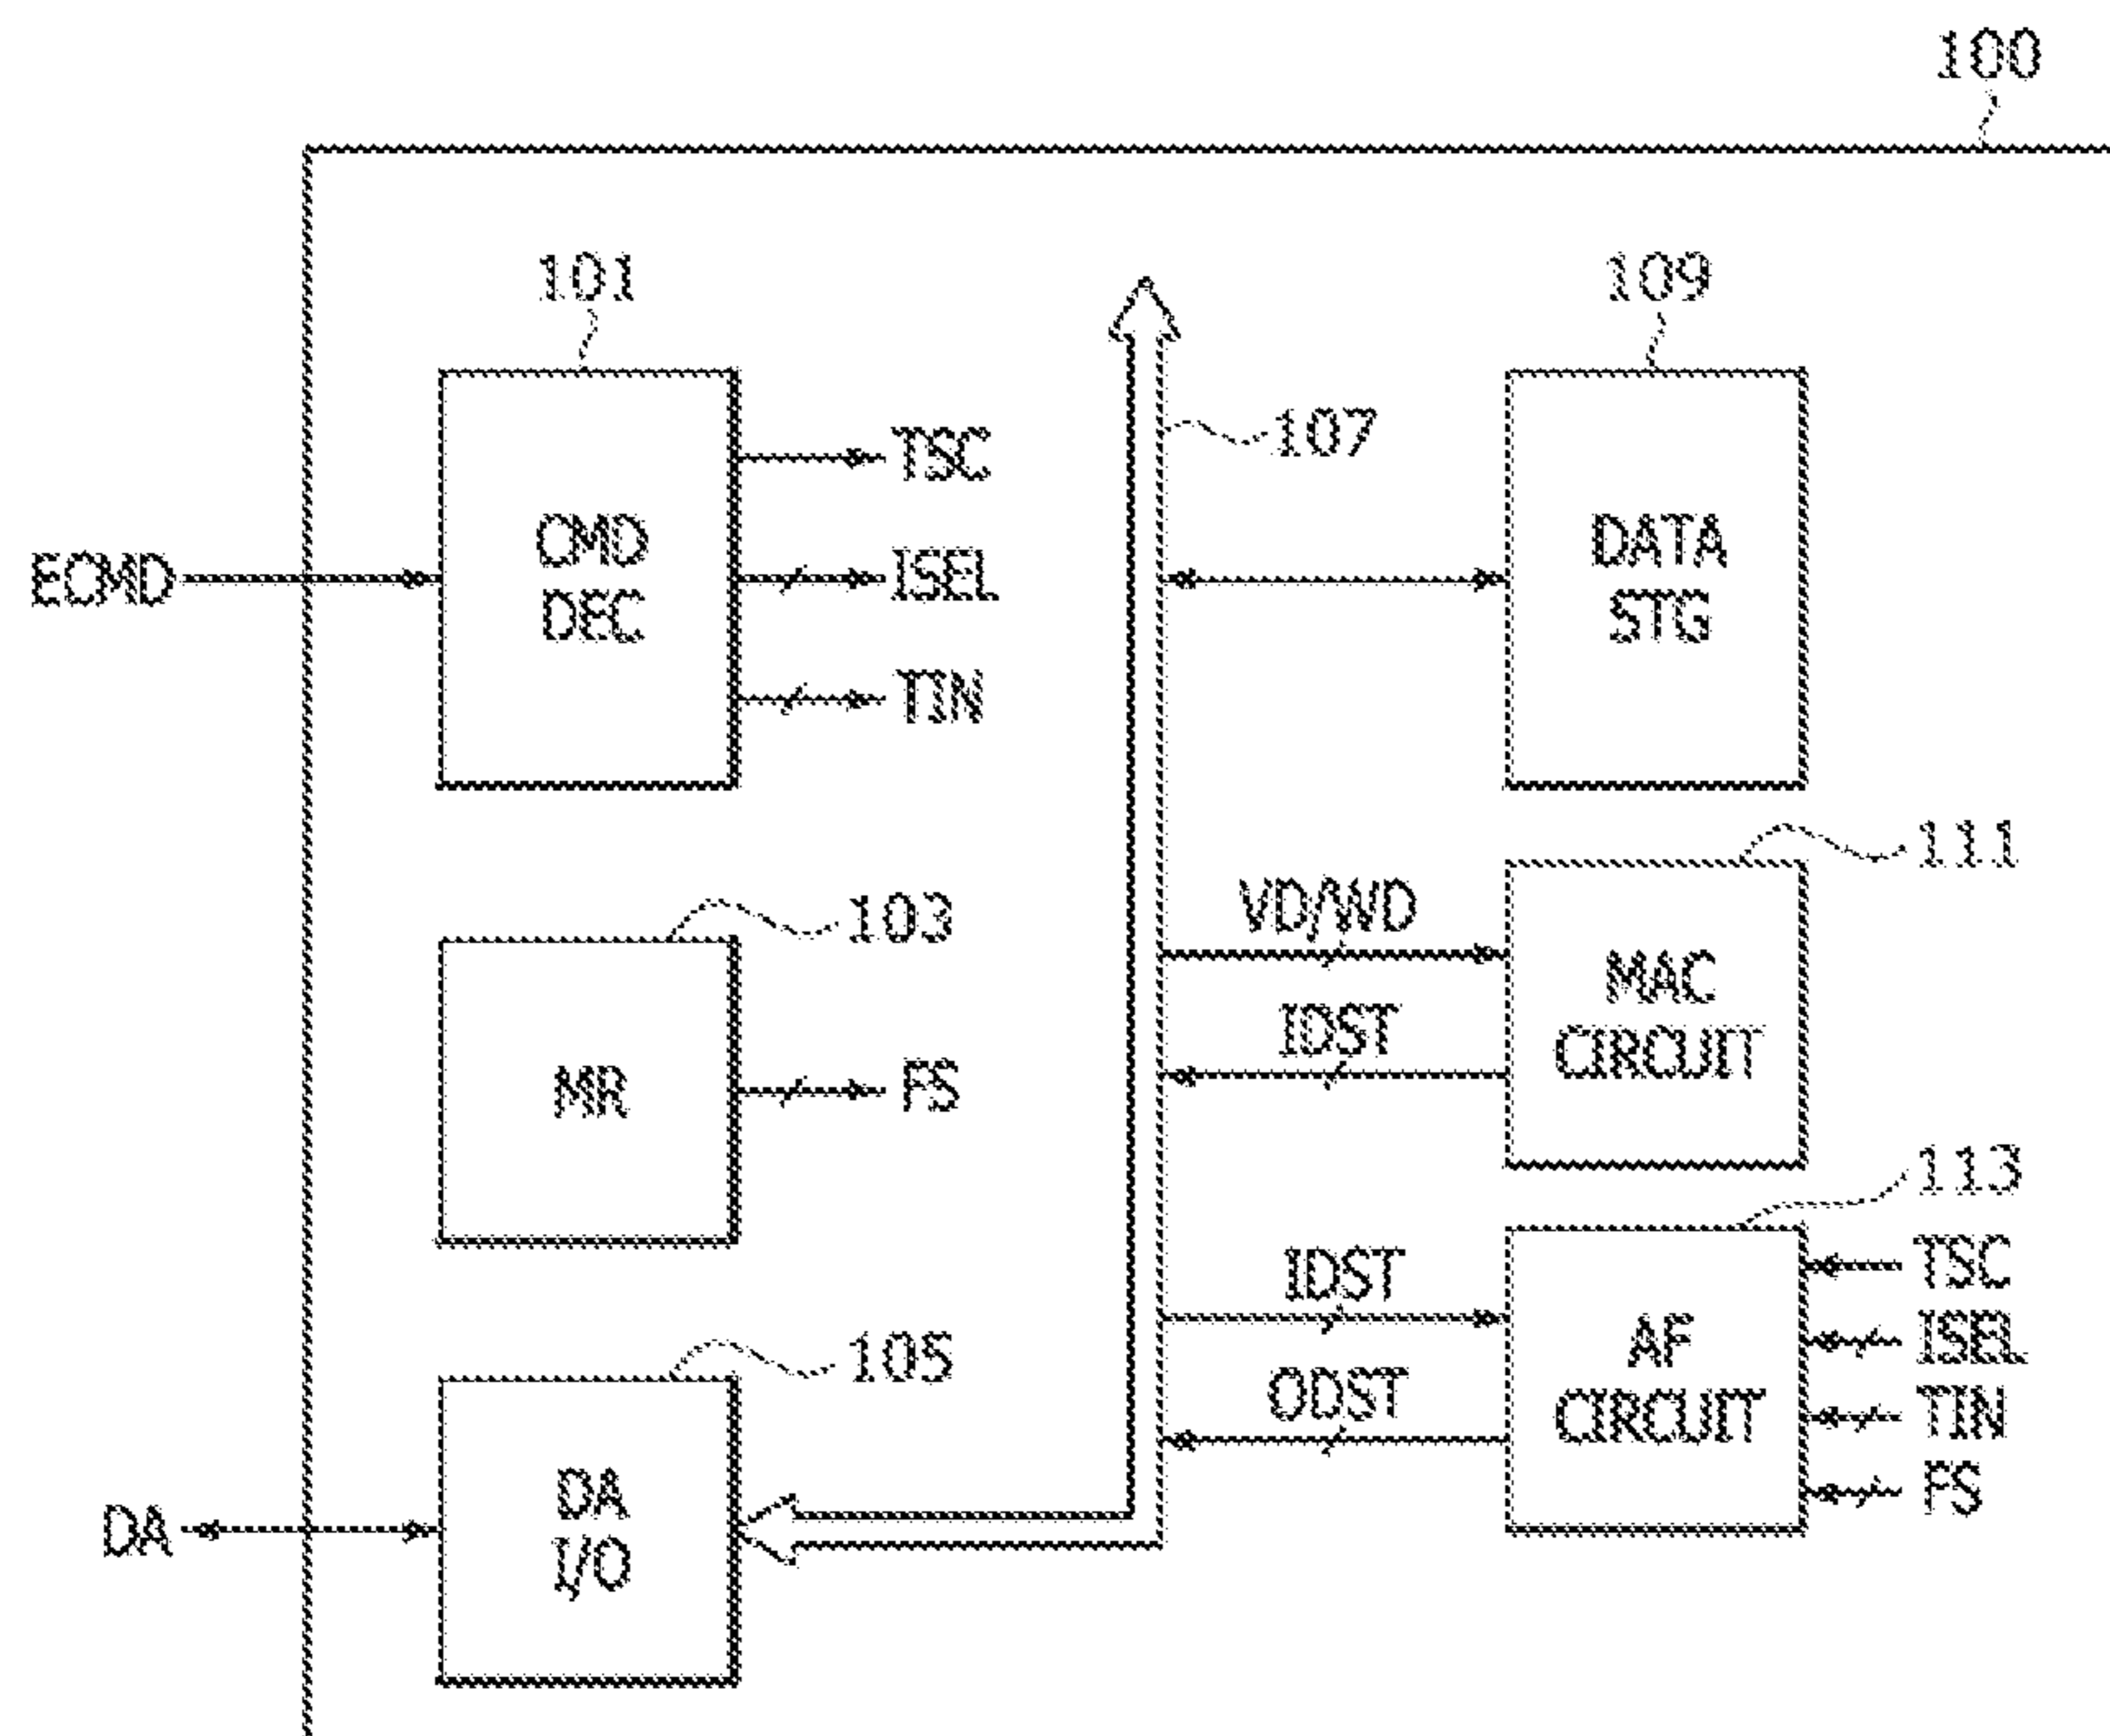 100
101
109
TSC
107
CMD
DEC
DATA
STG
ECMD
ISEL
TIN
111
103
VD/WD
MAC
CIRCUIT
IDST
MR
FS
113
IDST
TSC
105
AF
CIRCUIT
ISEL
ODST
TIN
FS
DA
I/O
DA